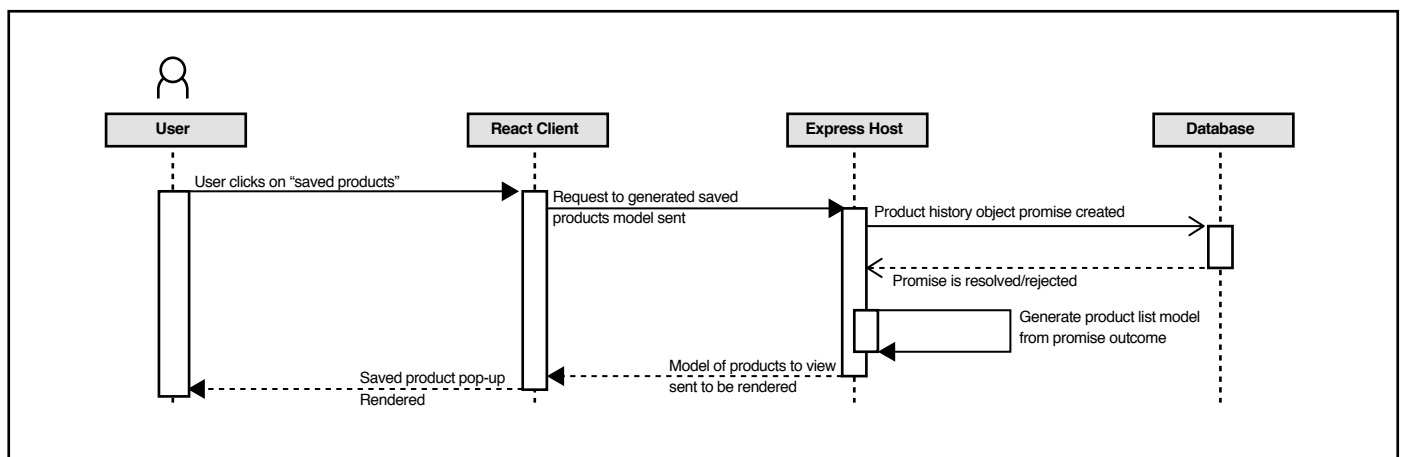 User
React Client
Express Host
Database
User clicks on “saved products”
Request to generated saved
products model sent
Product history object promise created
Promise is resolved/rejected
Generate product list model
from promise outcome
Model of products to view
sent to be rendered
Saved product pop-up
Rendered